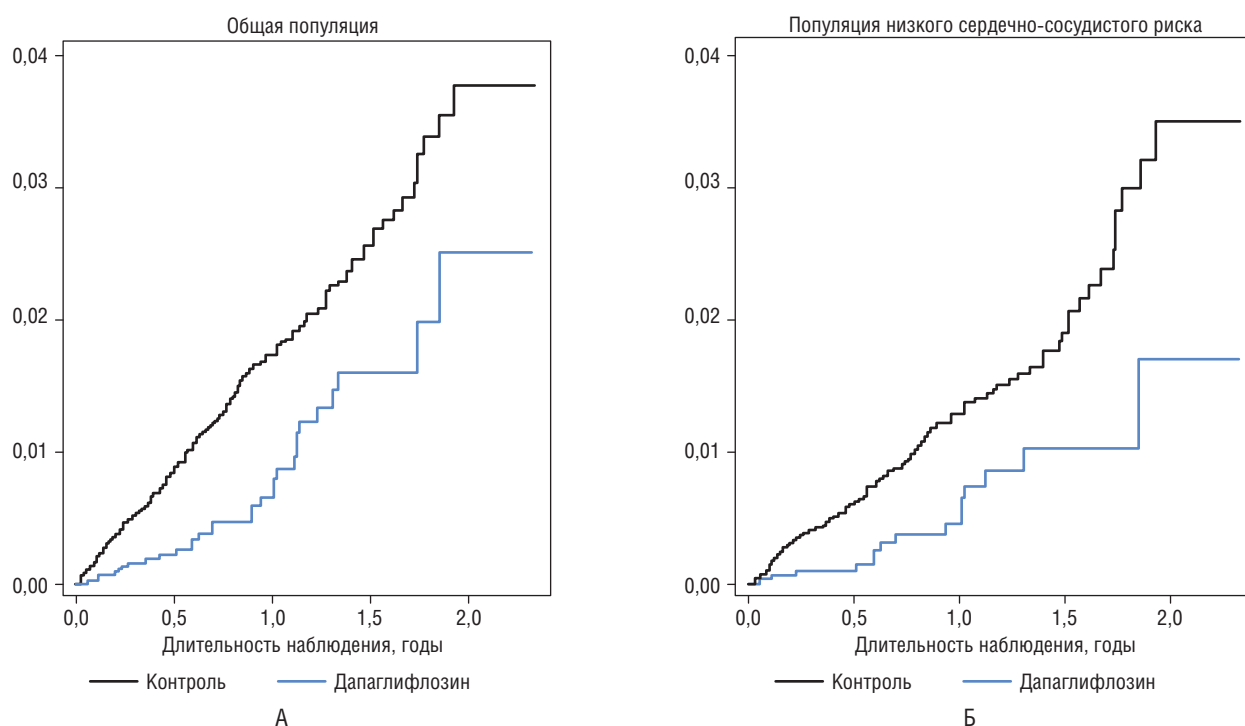 Общая популяция
0,04
0,03
0,02
0,01
0,00
0,0 0,5 1,0 1,5 2,0
Длительность наблюдения, годы
Контроль Дапаглифлозин
А
Популяция низкого сердечно-сосудистого риска
0,04
0,03
0,02
0,01
0,00
0,0 0,5 1,0 1,5 2,0
Длительность наблюдения, годы
Контроль Дапаглифлозин
Б